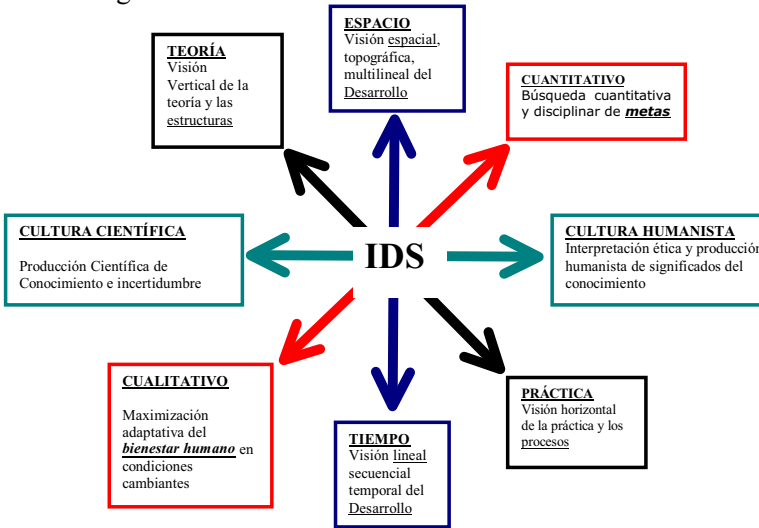 ESPACIO
Visión espacial,
topográfica,
multilineal del
Desarrollo
TEORÍA
Visión
Vertical de la
teoría y las
estructuras
CUANTITATIVO
Búsqueda cuantitativa
y disciplinar de metas
CULTURA CIENTÍFICA
Producción Científica de
Conocimiento e incertidumbre
IDS
CULTURA HUMANISTA
Interpretación ética y producción
humanista de significados del
conocimiento
CUALITATIVO
Maximización
adaptativa del
bienestar humano en
condiciones
cambiantes
TIEMPO
Visión lineal
secuencial
temporal del
Desarrollo
PRÁCTICA
Visión horizontal
de la práctica y los
procesos